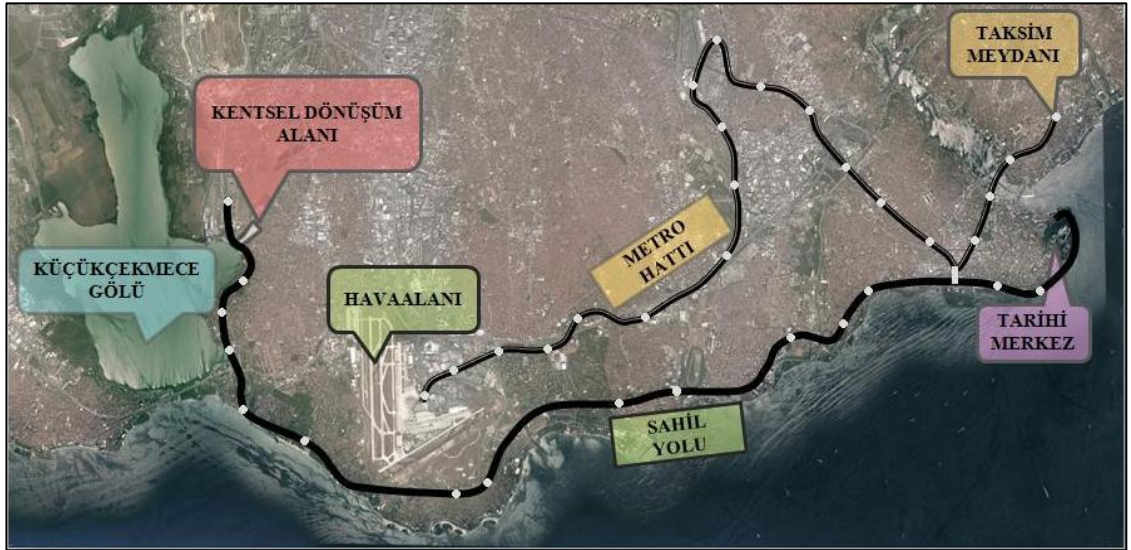 TAKSİM
MEYDANI
KENTSEL DÖNÜŞÜM
ALANI
KÜÇÜKÇEKMECE
GÖLÜ
HAVAALANI
METRO
HATTI
TARİHİ
MERKEZ
SAHİL
YOLU